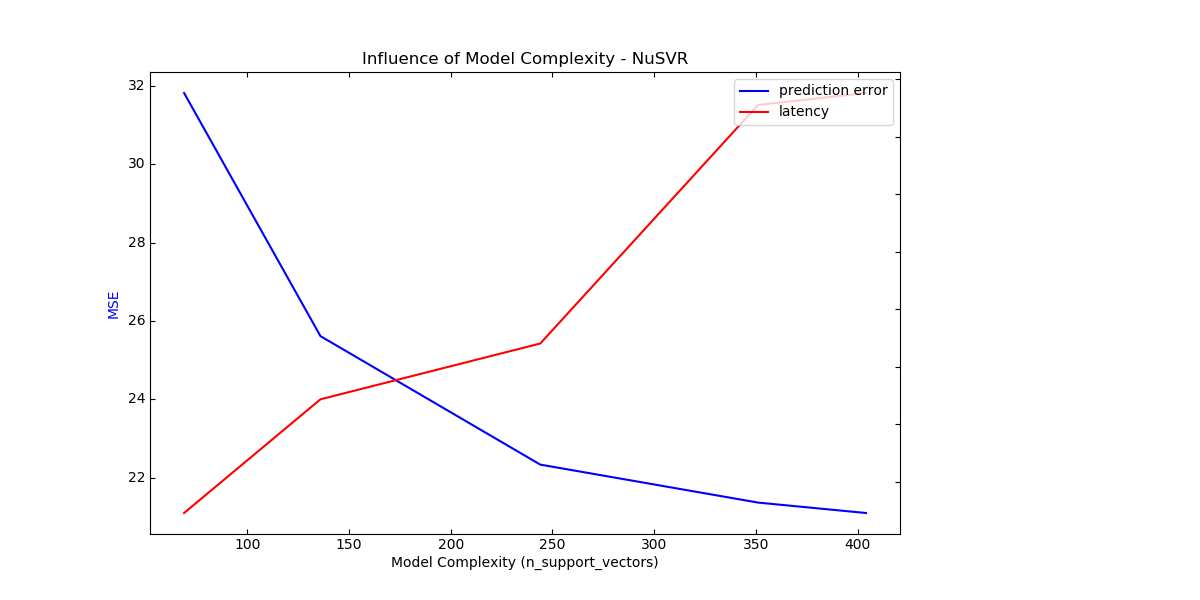 Influence of Model Complexity - NuSVR
prediction error
latency
32
30
28
26
24
22
MSE
100 150 200 250 300 350 400
Model Complexity (n_support_vectors)